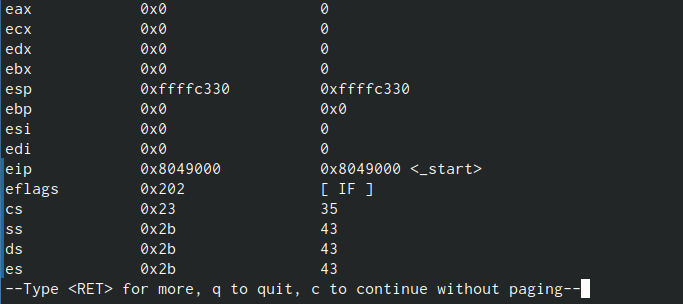 eax 0x0 0
ecx 0x0 0
edx 0x0 0
ebx 0x0 0
esp 0xffffc330 0xffffc330
ebp 0x0 0x0
esi 0x0 0
edi 0x0 0
eip 0x8049000 0x8049000 <_start>
eflags 0x202 [ IF ]
cs 0x23 35
ss 0x2b 43
ds 0x2b 43
es 0x2b 43
--Type <RET> for more, q to quit, c to continue without paging--